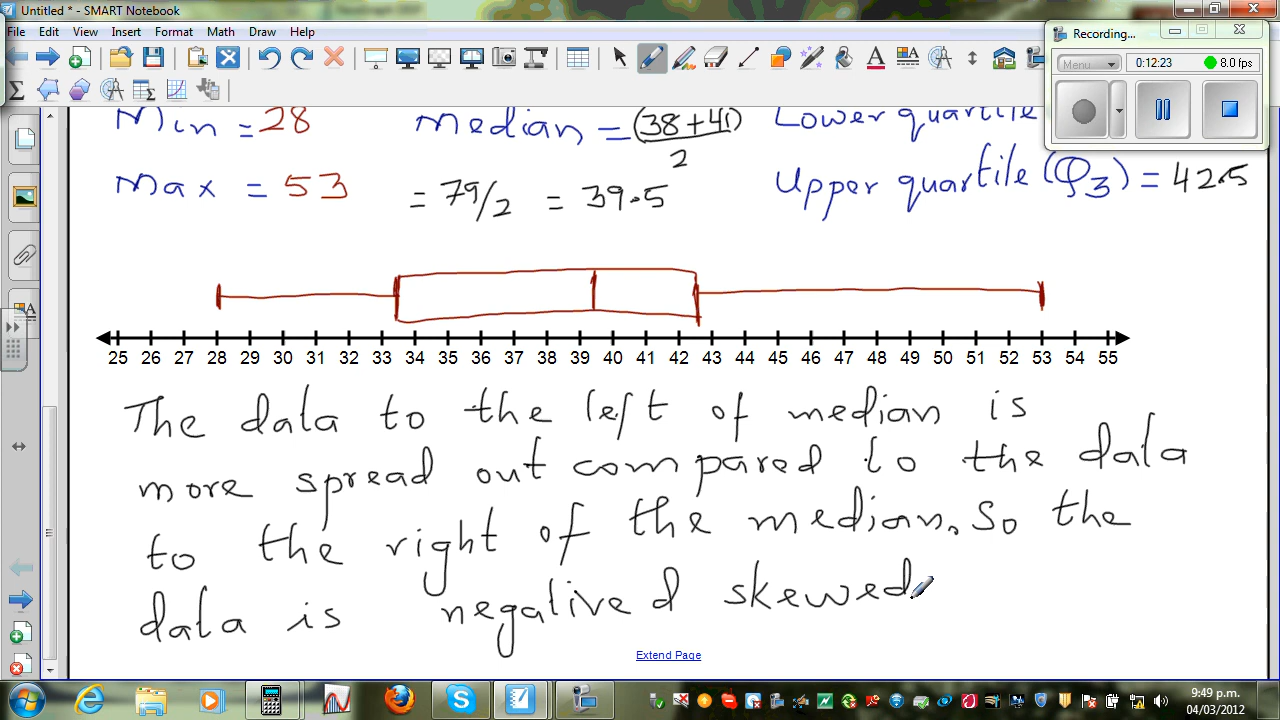 Untitled * - SMART Notebook
File Edit View Insert Format Math Draw Help
Recording...
Menu 0:12:23 8.0 fps
Min = 28 Median = (38+41)/2 Lower quartile
Max = 53 = 79/2 = 39.5 Upper quartile (Q3) = 42.5
25 26 27 28 29 30 31 32 33 34 35 36 37 38 39 40 41 42 43 44 45 46 47 48 49 50 51 52 53 54 55
The data to the left of median is
more spread out compared to the data
to the right of the median. So the
data is negatived skewed
Extend Page
9:49 p.m.
04/03/2012